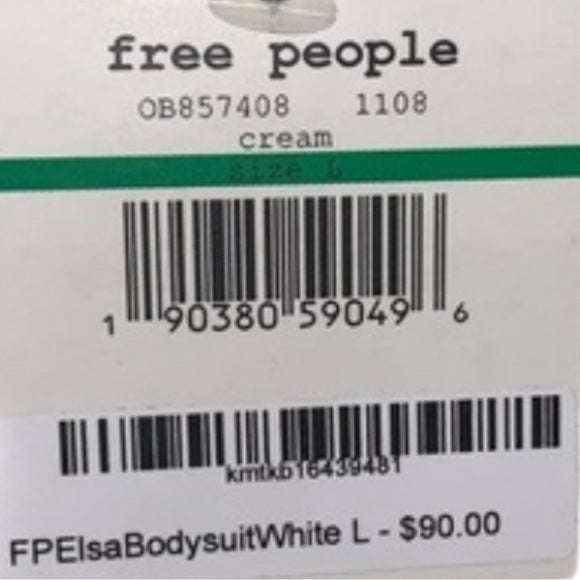 free people
OB857408 1108
cream
size L
1 90380 59049 6
kmtkb16439481
FPElsaBodysuitWhite L - $90.00